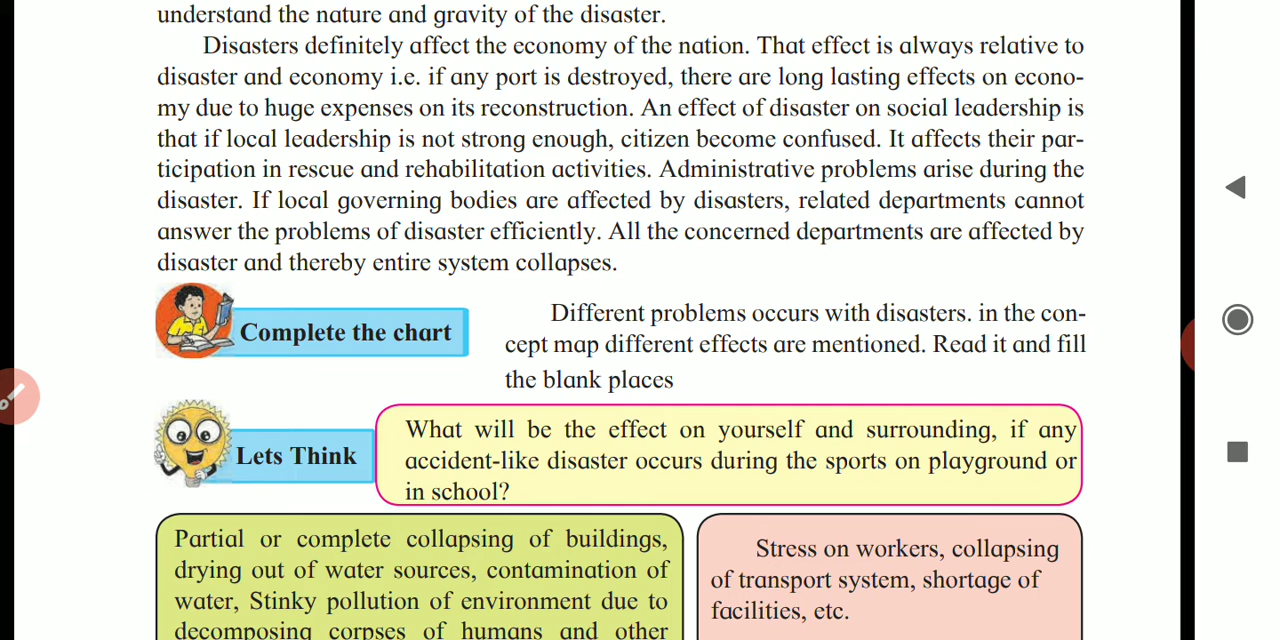 understand the nature and gravity of the disaster.
Disasters definitely affect the economy of the nation. That effect is always relative to
disaster and economy i.e. if any port is destroyed, there are long lasting effects on econo-
my due to huge expenses on its reconstruction. An effect of disaster on social leadership is
that if local leadership is not strong enough, citizen become confused. It affects their par-
ticipation in rescue and rehabilitation activities. Administrative problems arise during the
disaster. If local governing bodies are affected by disasters, related departments cannot
answer the problems of disaster efficiently. All the concerned departments are affected by
disaster and thereby entire system collapses.
Complete the chart
Different problems occurs with disasters. in the con-
cept map different effects are mentioned. Read it and fill
the blank places
Lets Think
What will be the effect on yourself and surrounding, if any
accident-like disaster occurs during the sports on playground or
in school?
Partial or complete collapsing of buildings,
drying out of water sources, contamination of
water, Stinky pollution of environment due to
decomposing corpses of humans and other
Stress on workers, collapsing
of transport system, shortage of
facilities, etc.